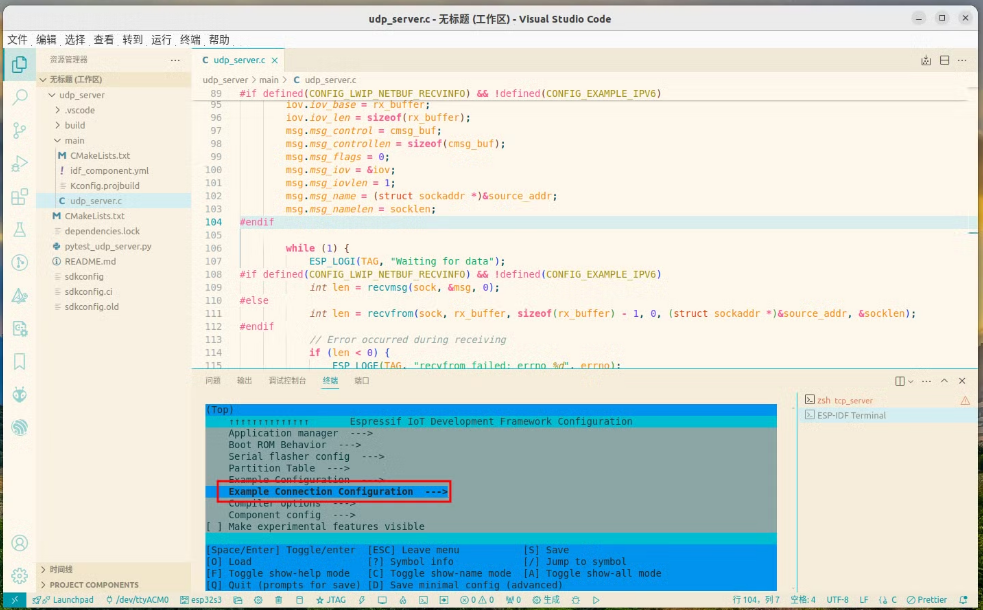 udp_server.c - 无标题 (工作区) - Visual Studio Code
文件 编辑 选择 查看 转到 运行 终端 帮助
资源管理器
无标题 (工作区)
udp_server
.vscode
build
main
CMakeLists.txt
idf_component.yml
Kconfig.projbuild
udp_server.c
CMakeLists.txt
dependencies.lock
pytest_udp_server.py
README.md
sdkconfig
sdkconfig.ci
sdkconfig.old
时间线
PROJECT COMPONENTS
udp_server.c
udp_server > main > C udp_server.c
89 #if defined(CONFIG_LWIP_NETBUF_RECVINFO) && !defined(CONFIG_EXAMPLE_IPV6)
95 iov.iov_base = rx_buffer;
96 iov.iov_len = sizeof(rx_buffer);
97 msg.msg_control = cmsg_buf;
98 msg.msg_controllen = sizeof(cmsg_buf);
99 msg.msg_flags = 0;
100 msg.msg_iov = &iov;
101 msg.msg_iovlen = 1;
102 msg.msg_name = (struct sockaddr *)&source_addr;
103 msg.msg_namelen = socklen;
104 #endif
105
106 while (1) {
107 ESP_LOGI(TAG, "Waiting for data");
108 #if defined(CONFIG_LWIP_NETBUF_RECVINFO) && !defined(CONFIG_EXAMPLE_IPV6)
109 int len = recvmsg(sock, &msg, 0);
110 #else
111 int len = recvfrom(sock, rx_buffer, sizeof(rx_buffer) - 1, 0, (struct sockaddr *)&source_addr, &socklen);
112 #endif
113 // Error occurred during receiving
114 if (len < 0) {
115 ESP_LOGE(TAG, "recvfrom failed: errno %d", errno);
问题 输出 调试控制台 终端 端口
(Top)
↑↑↑↑↑↑↑↑↑↑↑↑↑↑ Espressif IoT Development Framework Configuration
Application manager --->
Boot ROM Behavior --->
Serial flasher config --->
Partition Table --->
Example Configuration --->
Example Connection Configuration --->
Compiler options --->
Component config --->
[ ] Make experimental features visible
[Space/Enter] Toggle/enter [ESC] Leave menu [S] Save
[O] Load [?] Symbol info [/] Jump to symbol
[F] Toggle show-help mode [C] Toggle show-name mode [A] Toggle show-all mode
[Q] Quit (prompts for save) [D] Save minimal config (advanced)
zsh tcp_server
ESP-IDF Terminal
Launchpad /dev/ttyACM0 esp32s3 JTAG 0 0 0 生成 行 104，列 7 空格: 4 UTF-8 LF C Prettier